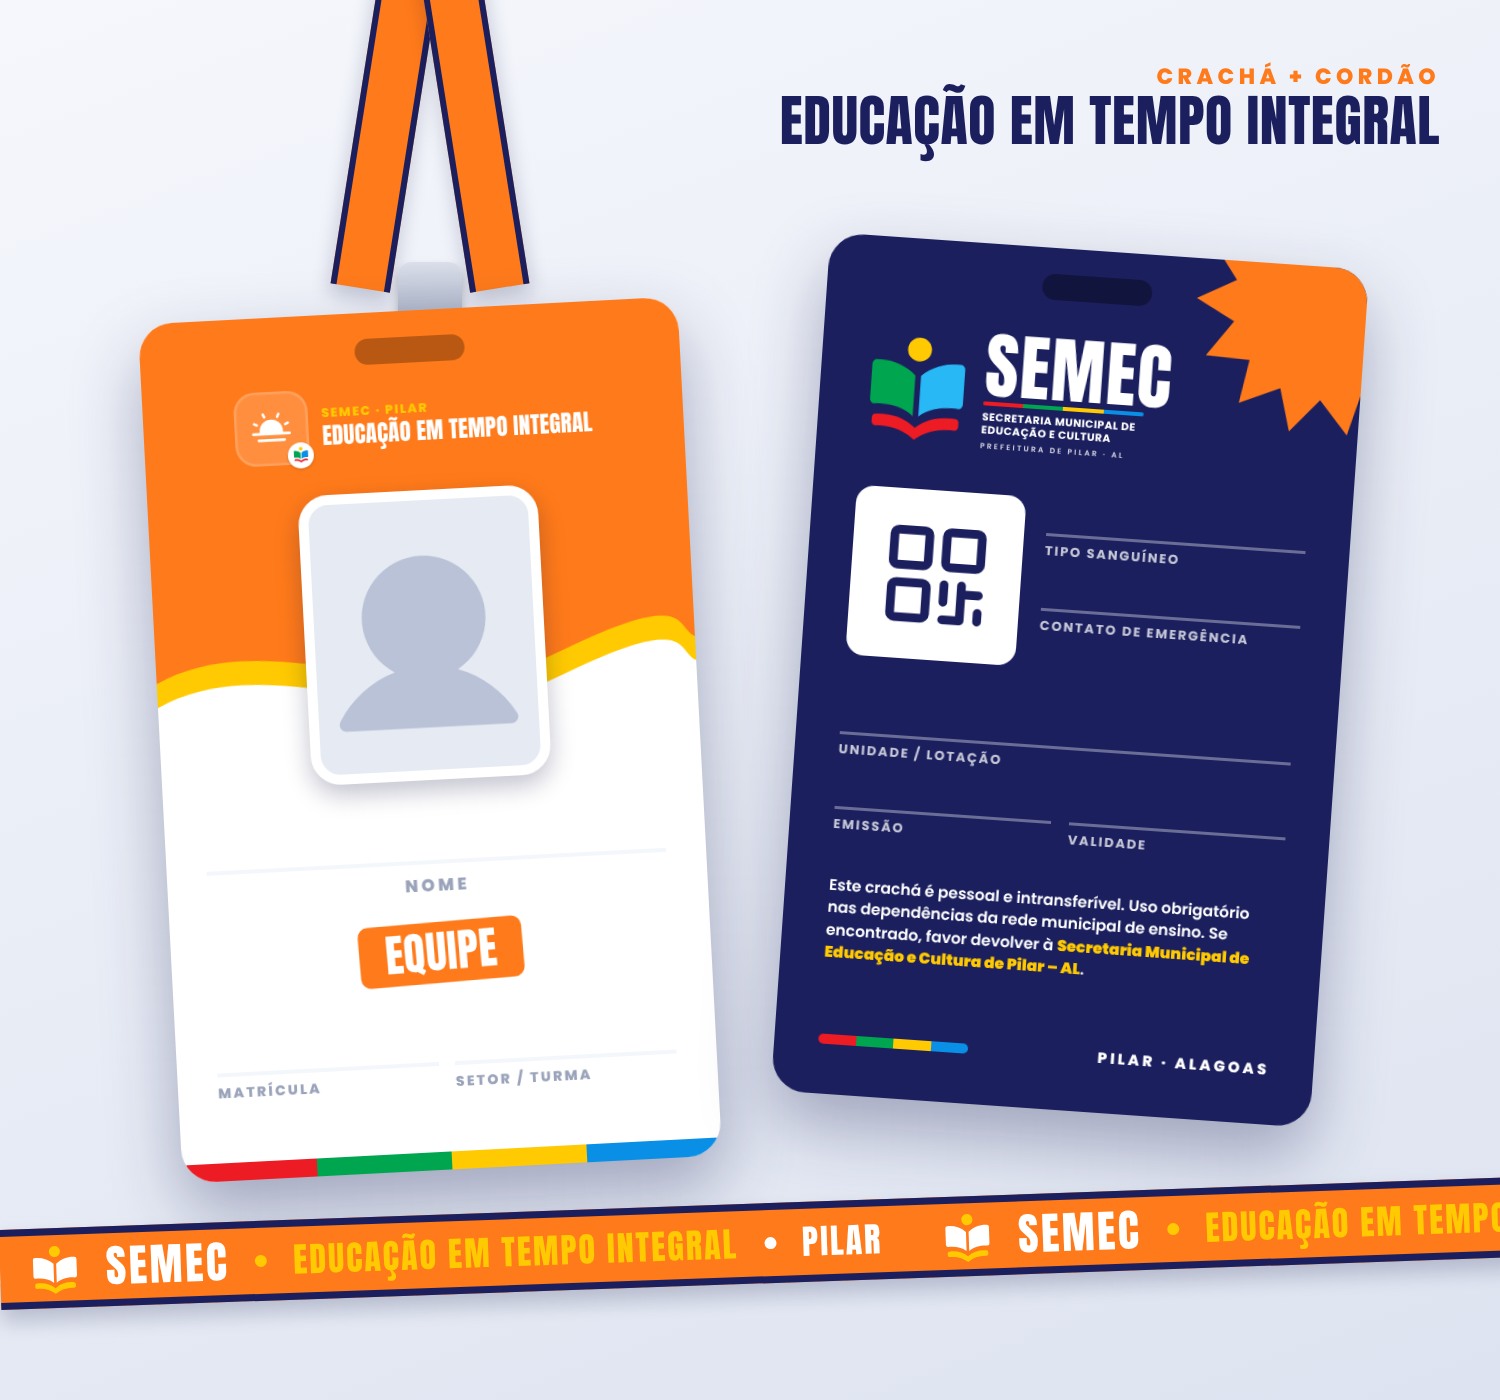 CRACHÁ + CORDÃO
EDUCAÇÃO EM TEMPO INTEGRAL
SEMEC · PILAR
EDUCAÇÃO EM TEMPO INTEGRAL
NOME
EQUIPE
MATRÍCULA
SETOR / TURMA
SEMEC
SECRETARIA MUNICIPAL DE
EDUCAÇÃO E CULTURA
PREFEITURA DE PILAR · AL
TIPO SANGUÍNEO
CONTATO DE EMERGÊNCIA
UNIDADE / LOTAÇÃO
EMISSÃO
VALIDADE
Este crachá é pessoal e intransferível. Uso obrigatório
nas dependências da rede municipal de ensino. Se
encontrado, favor devolver à Secretaria Municipal de
Educação e Cultura de Pilar – AL.
PILAR · ALAGOAS
SEMEC • EDUCAÇÃO EM TEMPO INTEGRAL • PILAR SEMEC • EDUCAÇÃO EM TEMPO